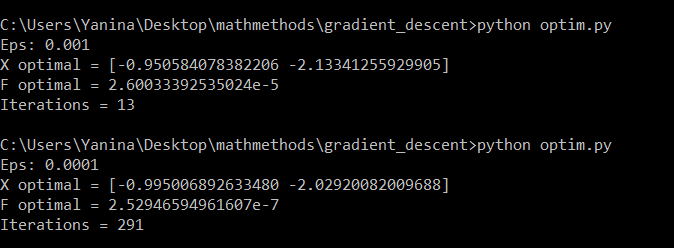 C:\Users\Yanina\Desktop\mathmethods\gradient_descent>python optim.py
Eps: 0.001
X optimal = [-0.950584078382206 -2.13341255929905]
F optimal = 2.60033392535024e-5
Iterations = 13
C:\Users\Yanina\Desktop\mathmethods\gradient_descent>python optim.py
Eps: 0.0001
X optimal = [-0.995006892633480 -2.02920082009688]
F optimal = 2.52946594961607e-7
Iterations = 291